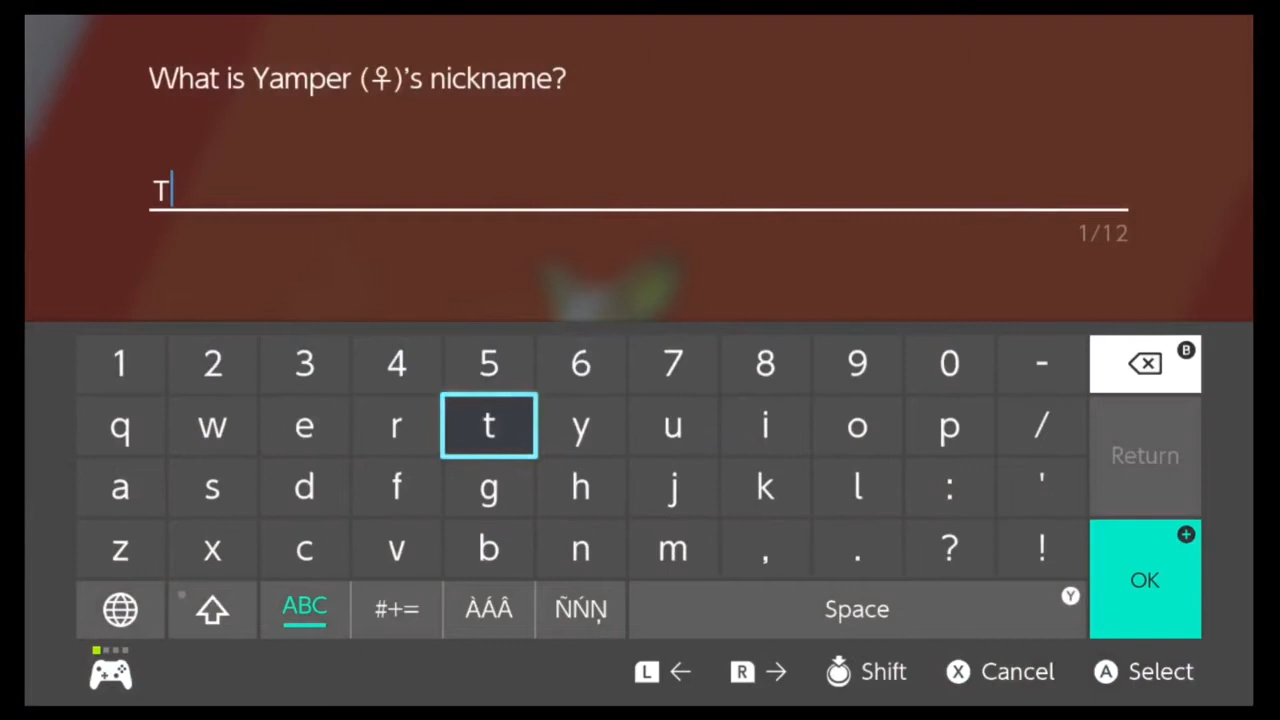 What is Yamper (♀)'s nickname?
T
1/12
1 2 3 4 5 6 7 8 9 0 -
q w e r t y u i o p /
Return
a s d f g h j k l : '
z x c v b n m , . ? !
OK
ABC #+= ÀÁÂ ÑŃŅ Space
L ← R → Shift X Cancel A Select
B
+
Y